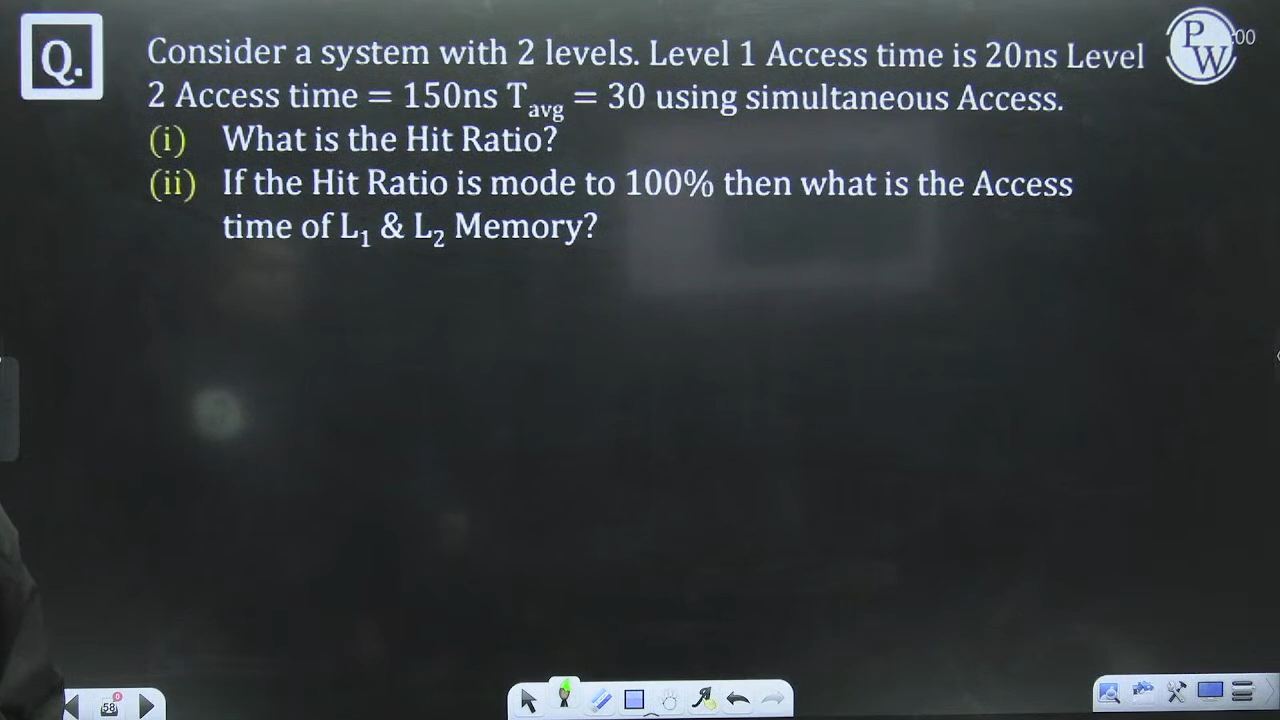 Q.
Consider a system with 2 levels. Level 1 Access time is 20ns Level
2 Access time = 150ns Tavg = 30 using simultaneous Access.
(i) What is the Hit Ratio?
(ii) If the Hit Ratio is mode to 100% then what is the Access
time of L₁ & L₂ Memory?
PW
:00
58
0